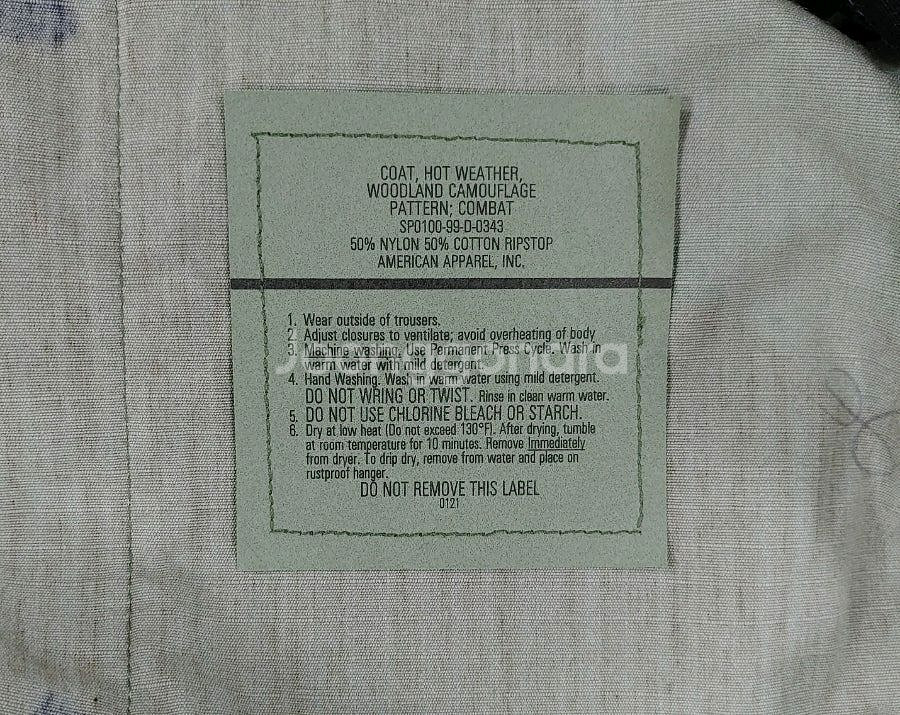 COAT, HOT WEATHER,
WOODLAND CAMOUFLAGE
PATTERN; COMBAT
SP0100-99-D-0343
50% NYLON 50% COTTON RIPSTOP
AMERICAN APPAREL, INC.
1. Wear outside of trousers.
2. Adjust closures to ventilate; avoid overheating of body
3. Machine washing. Use Permanent Press Cycle. Wash in
warm water with mild detergent.
4. Hand Washing. Wash in warm water using mild detergent.
DO NOT WRING OR TWIST. Rinse in clean warm water.
5. DO NOT USE CHLORINE BLEACH OR STARCH.
6. Dry at low heat (Do not exceed 130°F). After drying, tumble
at room temperature for 10 minutes. Remove Immediately
from dryer. To drip dry, remove from water and place on
rustproof hanger.
DO NOT REMOVE THIS LABEL
0121